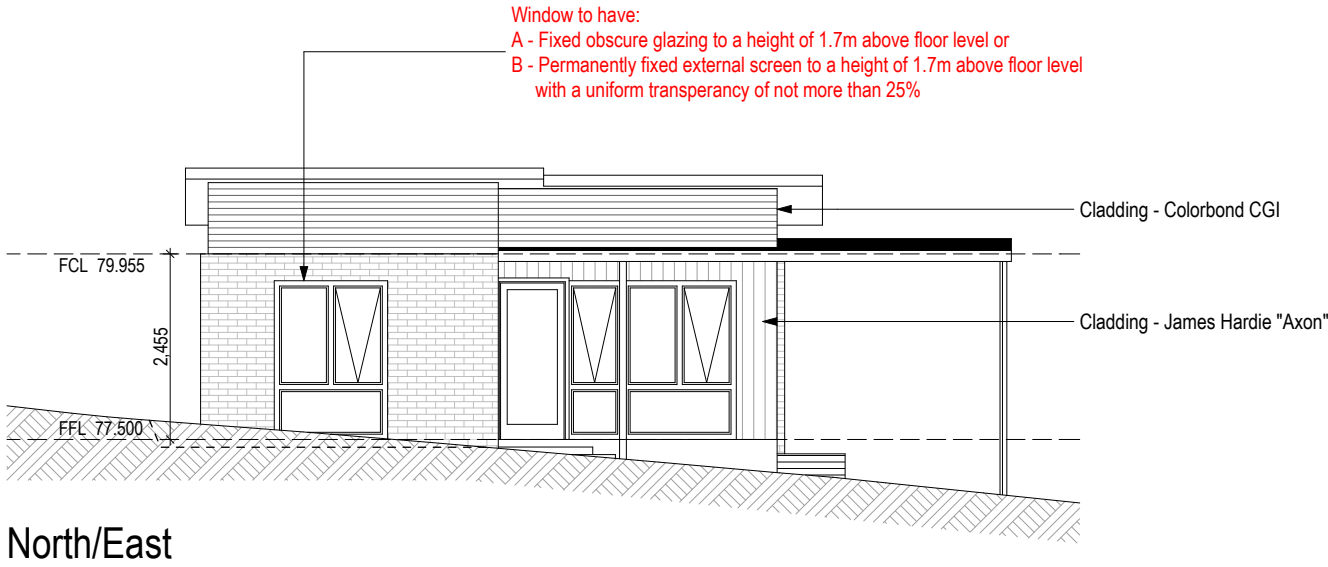 Window to have:
A - Fixed obscure glazing to a height of 1.7m above floor level or
B - Permanently fixed external screen to a height of 1.7m above floor level
with a uniform transperancy of not more than 25%
Cladding - Colorbond CGI
FCL 79.955
Cladding - James Hardie "Axon"
2,455
FFL 77.500
North/East